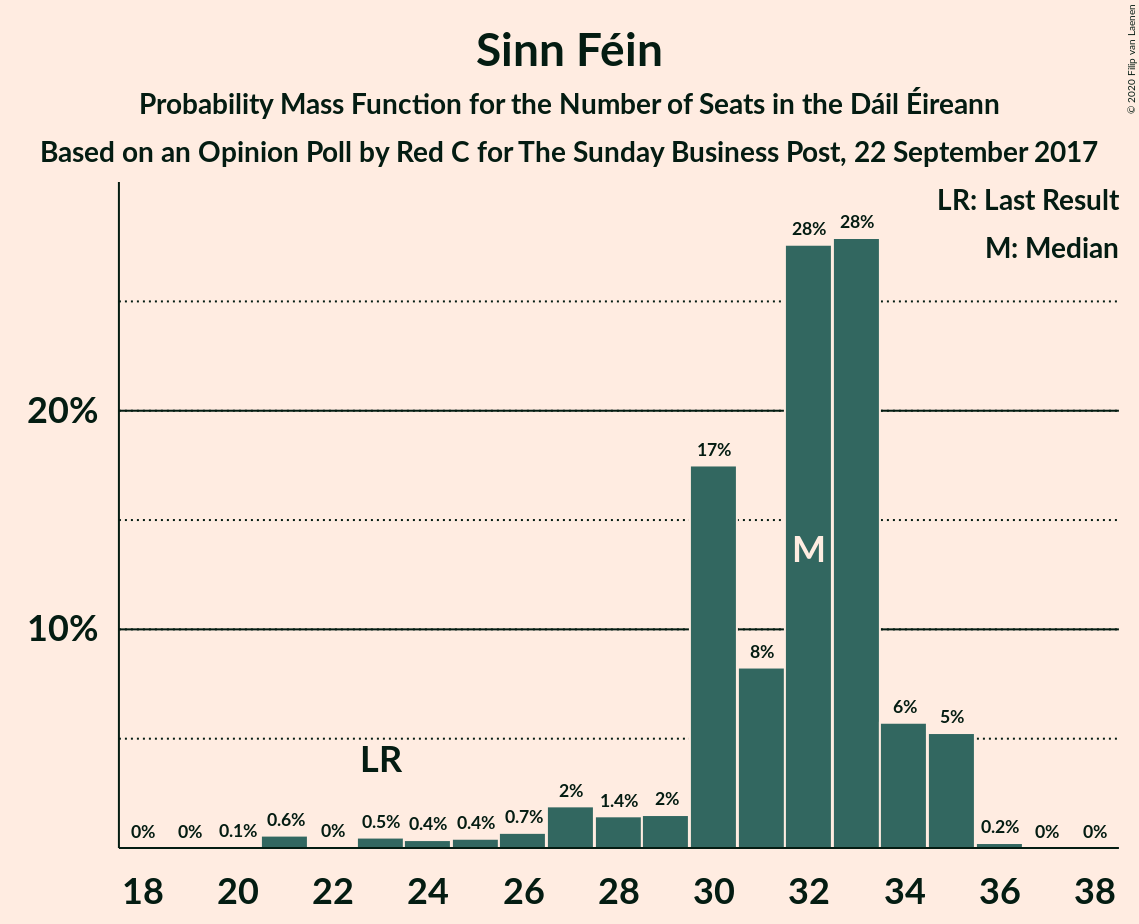 Sinn Féin
Probability Mass Function for the Number of Seats in the Dáil Éireann
Based on an Opinion Poll by Red C for The Sunday Business Post, 22 September 2017
© 2020 Filip van Laenen
LR: Last Result
M: Median
28%
28%
20%
17%
M
10%
8%
6%
5%
LR
0%
0%
0.1%
0.6%
0%
0.5%
0.4%
0.4%
0.7%
2%
1.4%
2%
0.2%
0%
0%
18 20 22 24 26 28 30 32 34 36 38